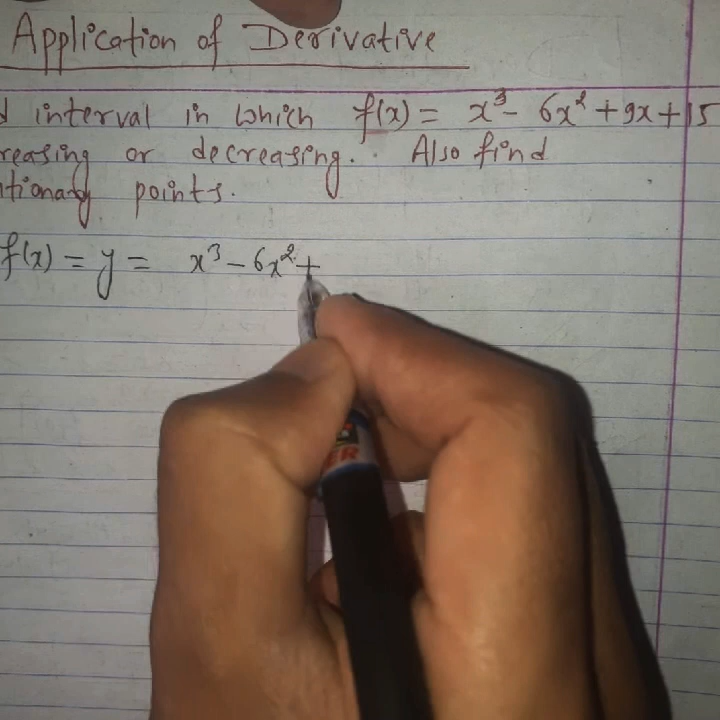 Application of Derivative
d interval in which f(x) = x³- 6x² + 9x + 15
reasing or decreasing. Also find
tionary points.
f(x) = y = x³ - 6x² +
ER